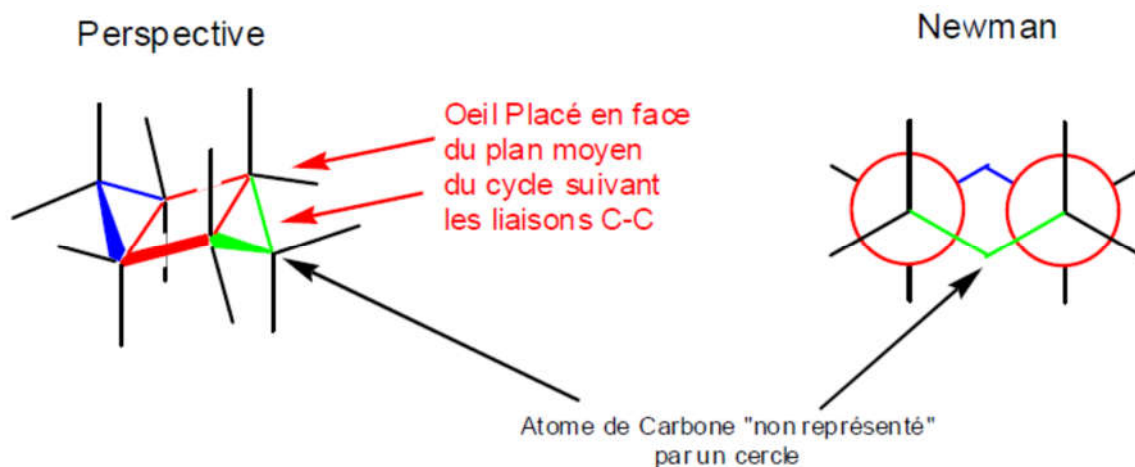 Perspective
Newman
Oeil Placé en face
du plan moyen
du cycle suivant
les liaisons C-C
Atome de Carbone "non représenté"
par un cercle